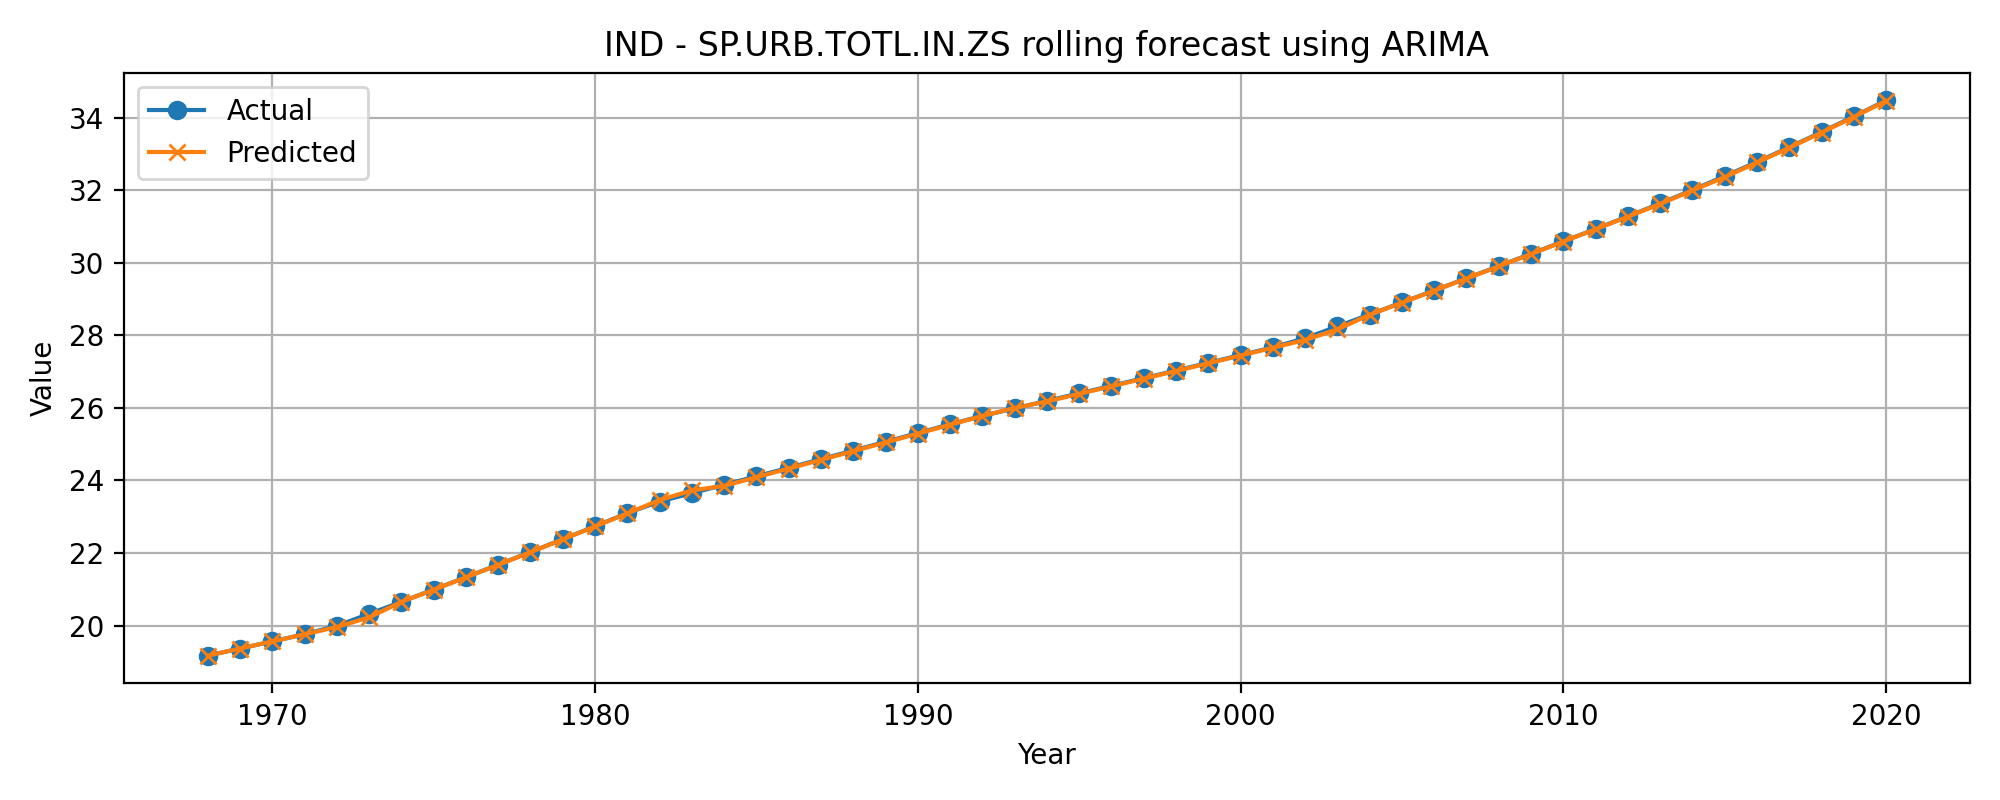 IND - SP.URB.TOTL.IN.ZS rolling forecast using ARIMA
Actual
Predicted
34
32
30
28
26
24
22
20
Value
1970 1980 1990 2000 2010 2020
Year